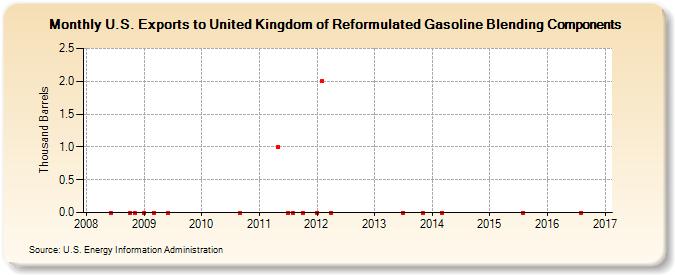 Monthly U.S. Exports to United Kingdom of Reformulated Gasoline Blending Components
Thousand Barrels
2.5
2.0
1.5
1.0
0.5
0.0
2008 2009 2010 2011 2012 2013 2014 2015 2016 2017
Source: U.S. Energy Information Administration